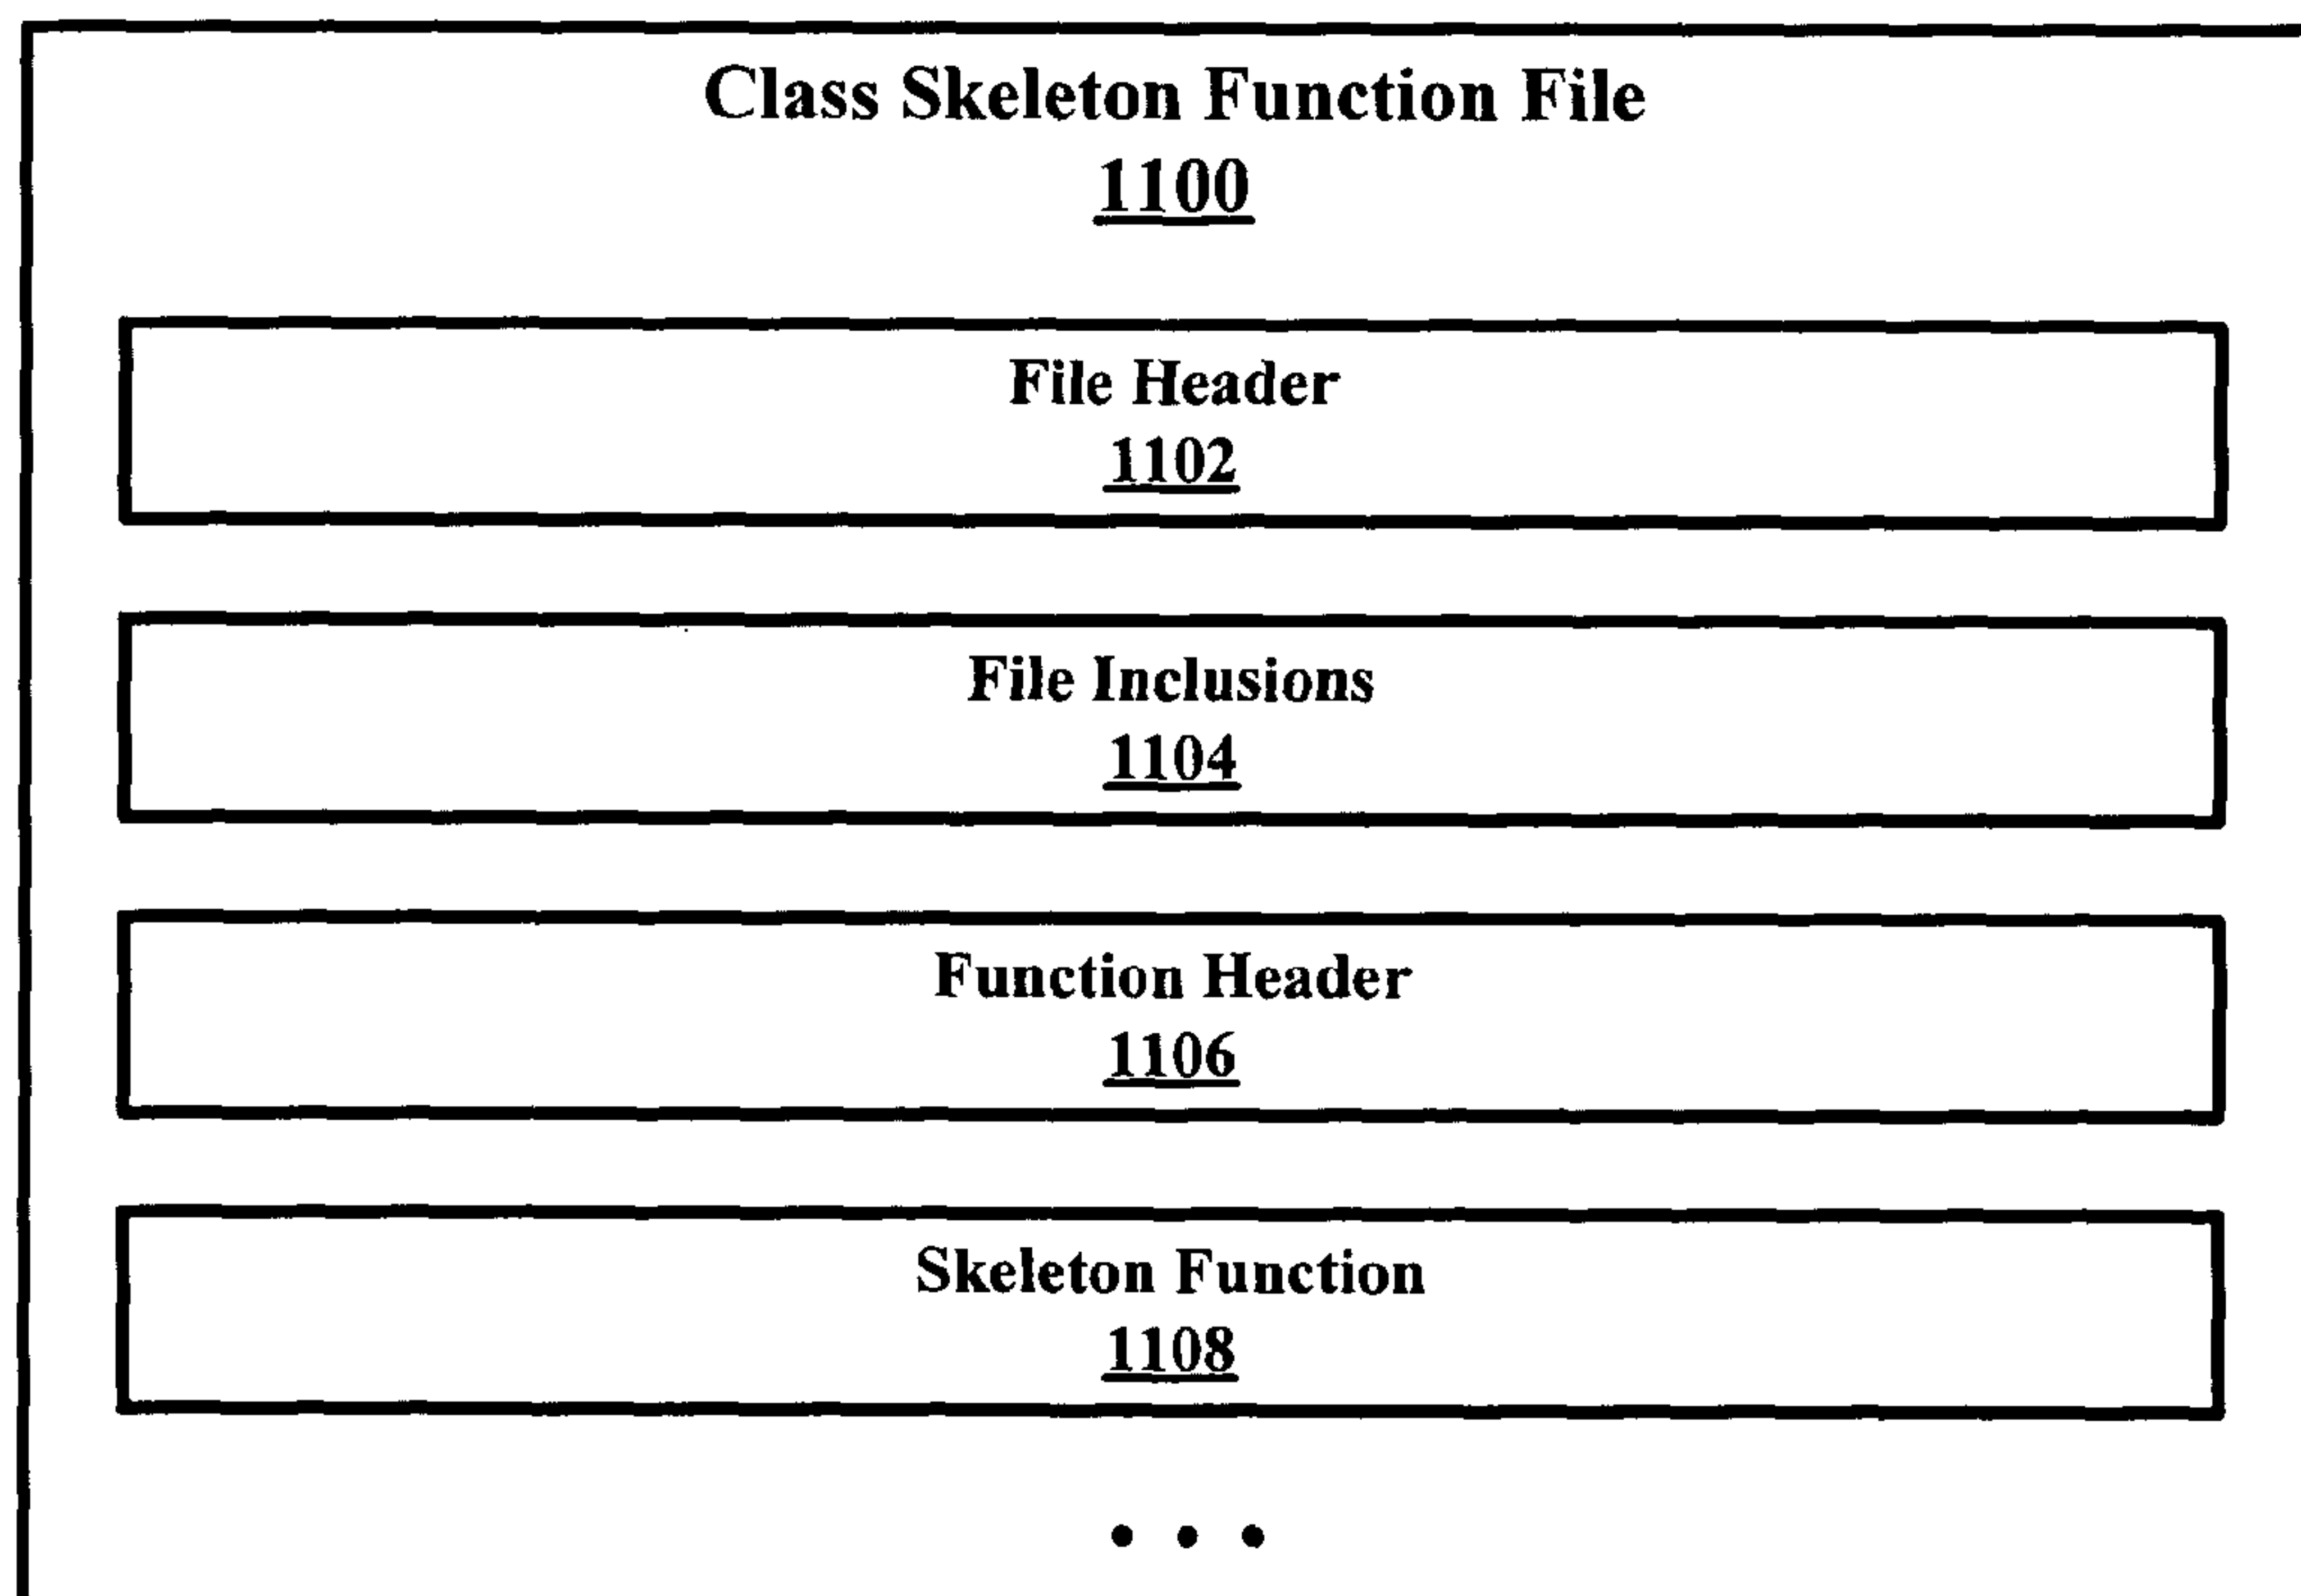 Class Skeleton Function File
1100
File Header
1102
File Inclusions
1104
Function Header
1106
Skeleton Function
1108
• • •